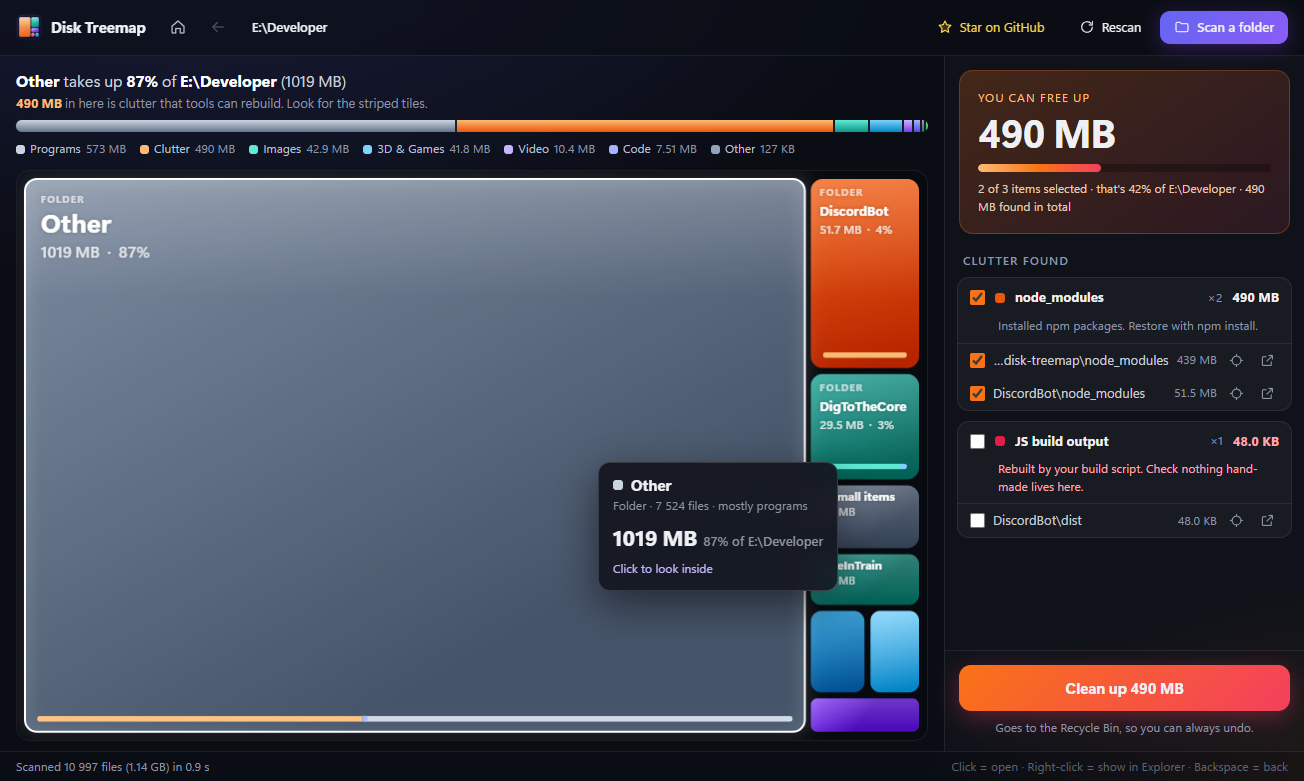 Disk Treemap
E:\Developer
Star on GitHub
Rescan
Scan a folder
Other takes up 87% of E:\Developer (1019 MB)
490 MB in here is clutter that tools can rebuild. Look for the striped tiles.
Programs 573 MB
Clutter 490 MB
Images 42.9 MB
3D & Games 41.8 MB
Video 10.4 MB
Code 7.51 MB
Other 127 KB
FOLDER
Other
1019 MB · 87%
FOLDER
DiscordBot
51.7 MB · 4%
FOLDER
DigToTheCore
29.5 MB · 3%
mall items
MB
eInTrain
MB
Other
Folder · 7 524 files · mostly programs
1019 MB 87% of E:\Developer
Click to look inside
YOU CAN FREE UP
490 MB
2 of 3 items selected · that's 42% of E:\Developer · 490
MB found in total
CLUTTER FOUND
node_modules ×2 490 MB
Installed npm packages. Restore with npm install.
...disk-treemap\node_modules 439 MB
DiscordBot\node_modules 51.5 MB
JS build output ×1 48.0 KB
Rebuilt by your build script. Check nothing hand-
made lives here.
DiscordBot\dist 48.0 KB
Clean up 490 MB
Goes to the Recycle Bin, so you can always undo.
Scanned 10 997 files (1.14 GB) in 0.9 s
Click = open · Right-click = show in Explorer · Backspace = back